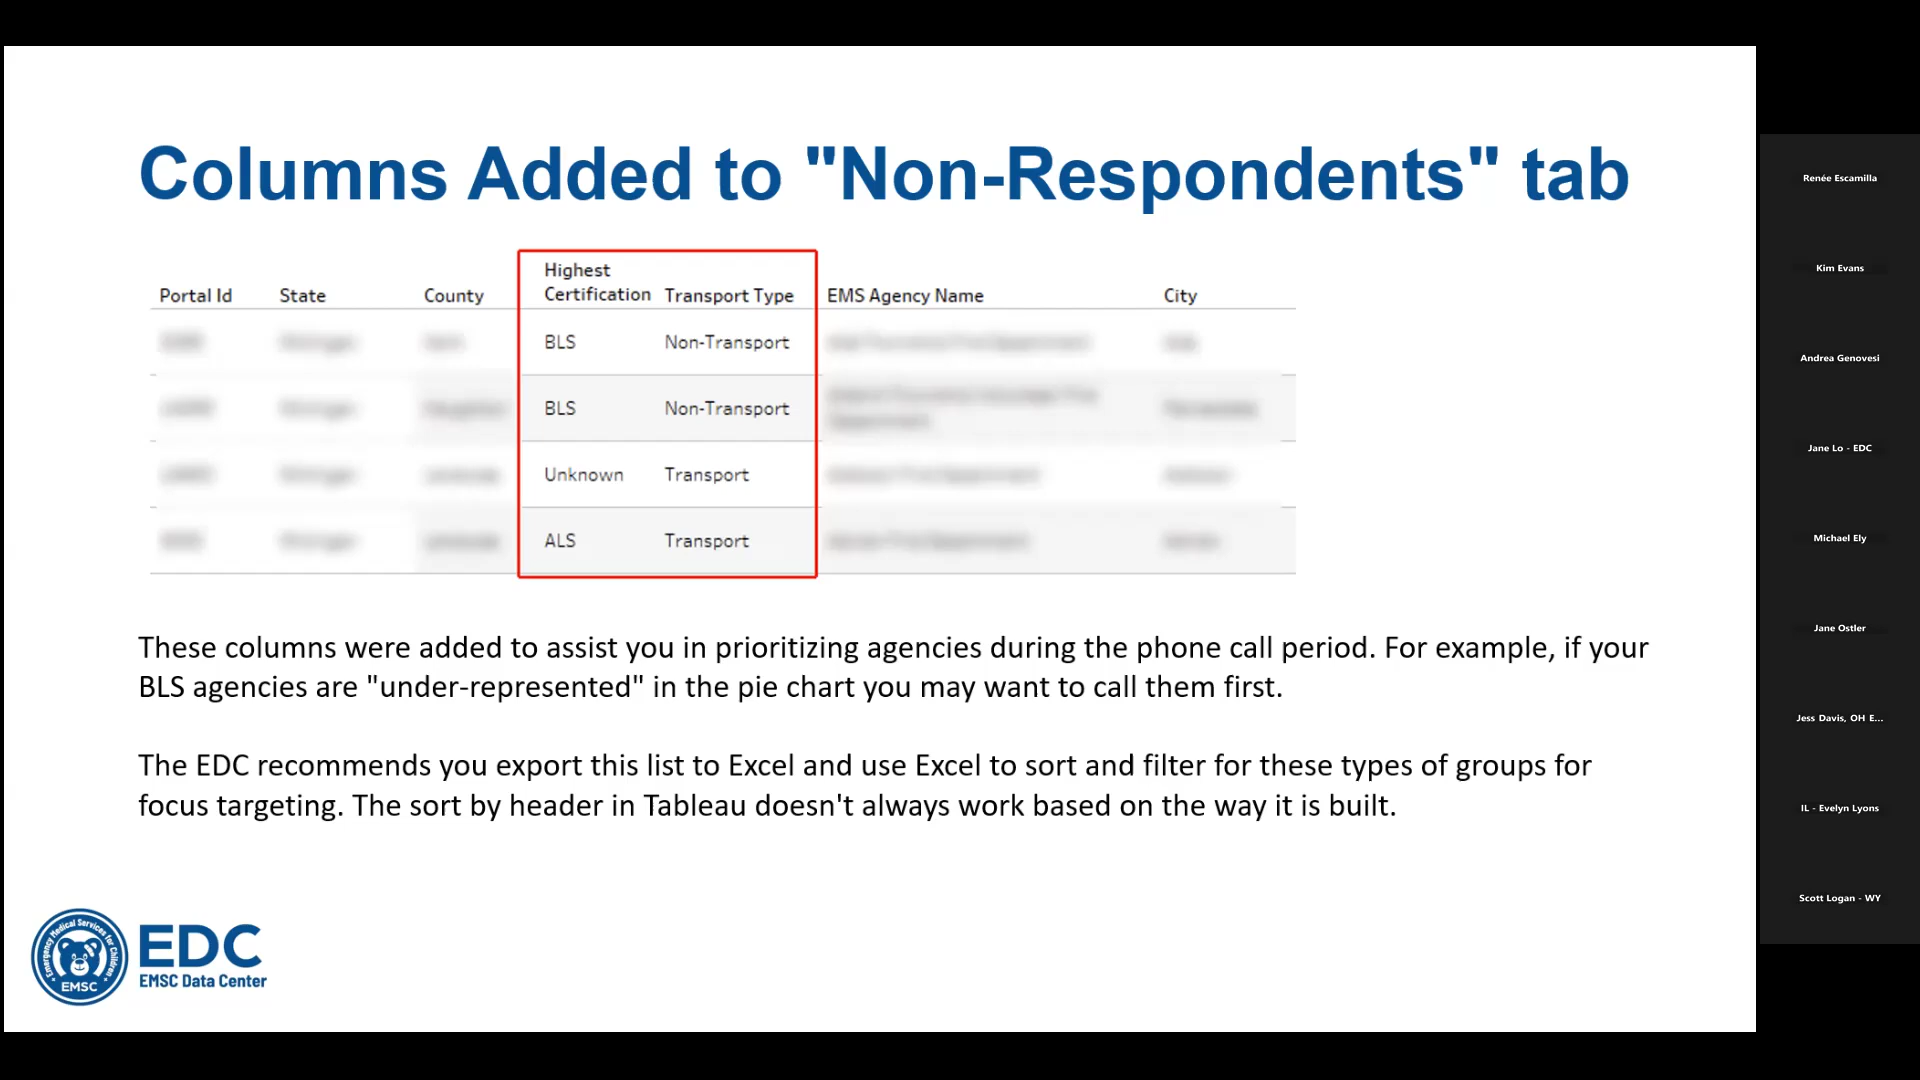 Columns Added to "Non-Respondents" tab
Portal Id State County Highest Certification Transport Type EMS Agency Name City
BLS Non-Transport
BLS Non-Transport
Unknown Transport
ALS Transport
These columns were added to assist you in prioritizing agencies during the phone call period. For example, if your
BLS agencies are "under-represented" in the pie chart you may want to call them first.
The EDC recommends you export this list to Excel and use Excel to sort and filter for these types of groups for
focus targeting. The sort by header in Tableau doesn't always work based on the way it is built.
Emergency Medical Services for Children
EMSC
EDC
EMSC Data Center
Renée Escamilla
Kim Evans
Andrea Genovesi
Jane Lo - EDC
Michael Ely
Jane Ostler
Jess Davis, OH E...
IL - Evelyn Lyons
Scott Logan - WY